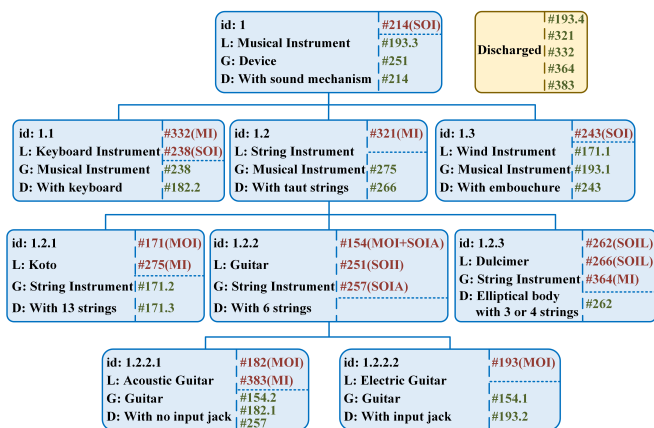 id: 1 #214(SOI)
L: Musical Instrument #193.3
G: Device #251
D: With sound mechanism #214
Discharged
#193.4
#321
#332
#364
#383
id: 1.1 #332(MI)
L: Keyboard Instrument #238(SOI)
G: Musical Instrument #238
D: With keyboard #182.2
id: 1.2 #321(MI)
L: String Instrument
G: Musical Instrument #275
D: With taut strings #266
id: 1.3 #243(SOI)
L: Wind Instrument #171.1
G: Musical Instrument #193.1
D: With embouchure #243
id: 1.2.1 #171(MOI)
L: Koto #275(MI)
G: String Instrument #171.2
D: With 13 strings #171.3
id: 1.2.2 #154(MOI+SOIA)
L: Guitar #251(SOII)
G: String Instrument #257(SOIA)
D: With 6 strings
id: 1.2.3 #262(SOIL)
L: Dulcimer #266(SOIL)
G: String Instrument #364(MI)
D: Elliptical body #262
with 3 or 4 strings
id: 1.2.2.1 #182(MOI)
L: Acoustic Guitar #383(MI)
G: Guitar #154.2
#182.1
D: With no input jack #257
id: 1.2.2.2 #193(MOI)
L: Electric Guitar
G: Guitar #154.1
D: With input jack #193.2